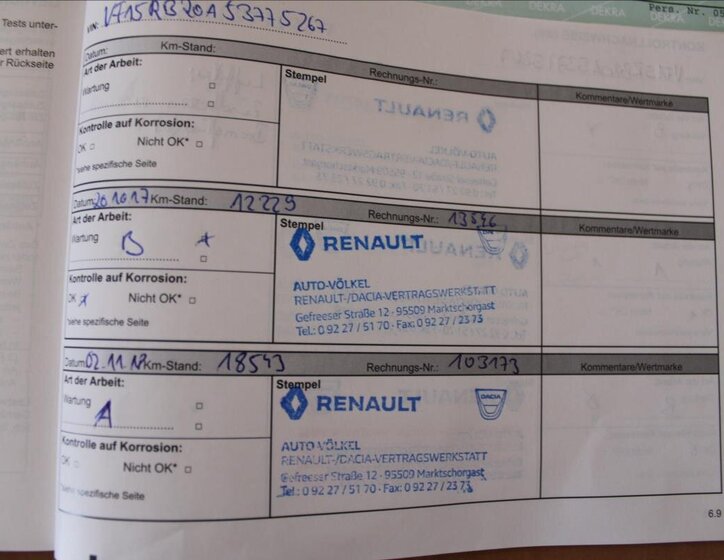 Tests unter-
ert erhalten
r Rückseite
DEKRA DEKRA
Pers. Nr.
VIN: VF15RB20A53775267
Datum: Km-Stand: Rechnungs-Nr.:
Art der Arbeit:
Wartung
Stempel
Kommentare/Wertmarke
Kontrolle auf Korrosion:
OK Nicht OK*
*siehe spezifische Seite
Datum: Km-Stand: 12229 Rechnungs-Nr.: 13546
Art der Arbeit:
Wartung B
Stempel
Kommentare/Wertmarke
RENAULT
DACIA
AUTO-VÖLKEL
RENAULT-/DACIA-VERTRAGSWERKSTATT
Gefreeser Straße 12 · 95509 Marktschorgast
Tel.: 0 92 27 / 51 70 · Fax: 0 92 27 / 23 73
Kontrolle auf Korrosion:
OK x Nicht OK*
*siehe spezifische Seite
Datum 02.11 Km-Stand: 18543 Rechnungs-Nr.: 103173
Art der Arbeit:
Wartung A
Stempel
Kommentare/Wertmarke
RENAULT
DACIA
AUTO VÖLKEL
RENAULT-/DACIA-VERTRAGSWERKSTATT
Gefreeser Straße 12 · 95509 Marktschorgast
Tel.: 0 92 27 / 51 70 · Fax: 0 92 27 / 23 73
Kontrolle auf Korrosion:
OK Nicht OK*
*siehe spezifische Seite
6.9